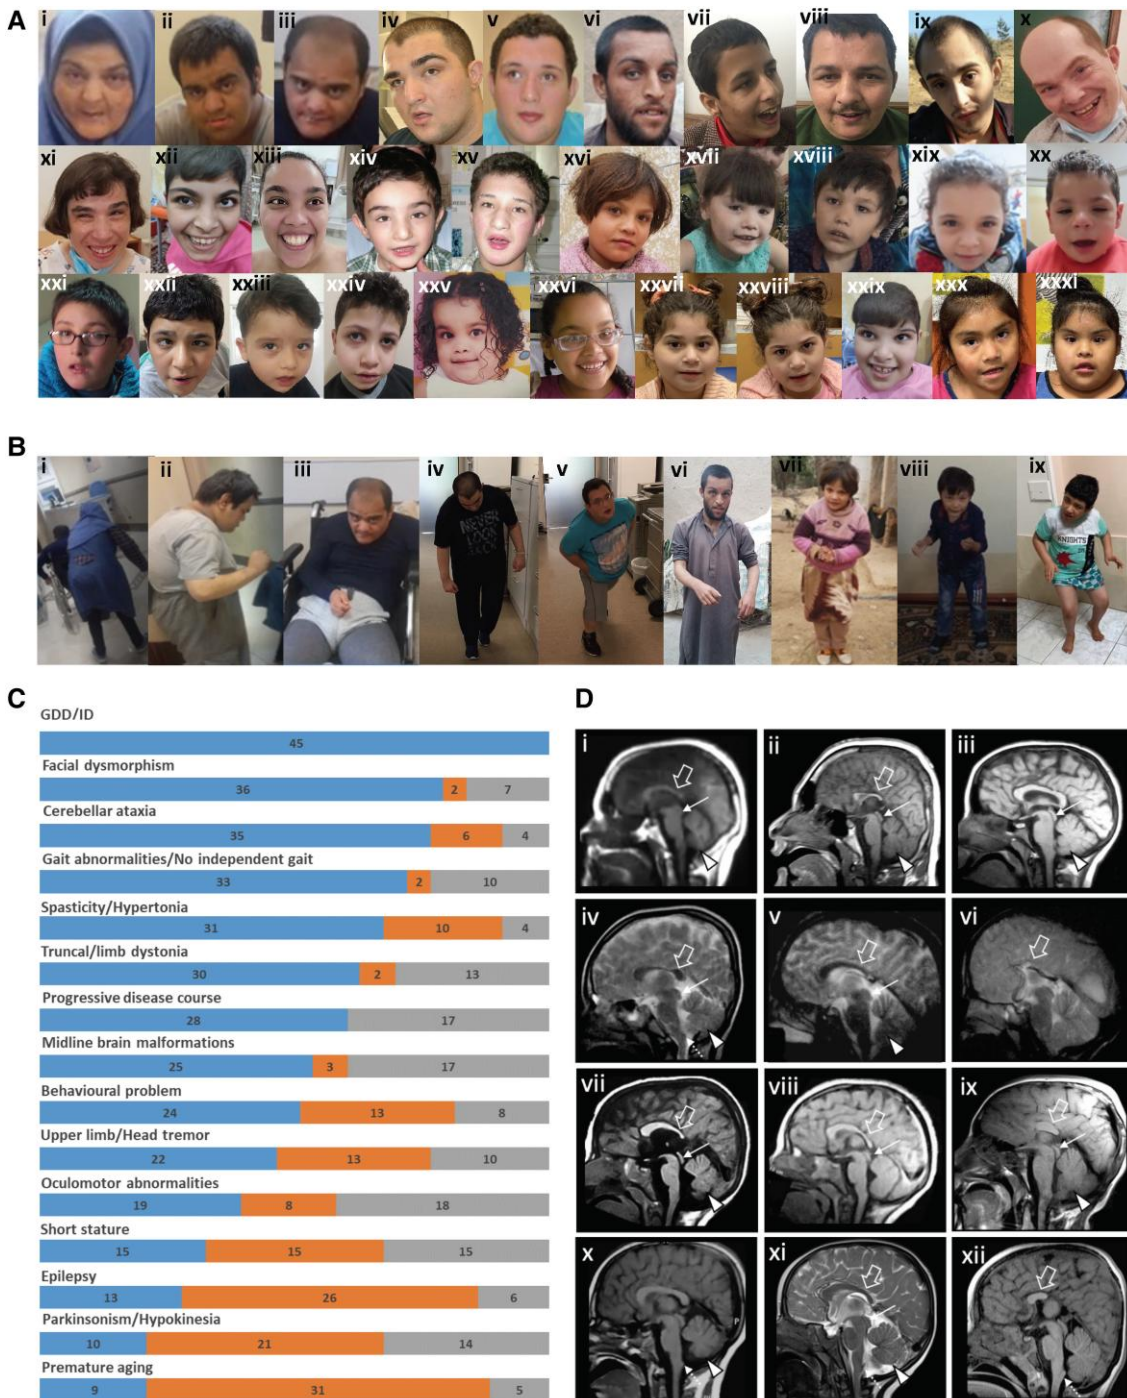 A
i ii iii iv v vi vii viii ix x
xi xii xiii xiv xv xvi xvii xviii xix xx
xxi xxii xxiii xxiv xxv xxvi xxvii xxviii xxix xxx xxxi
B
i ii iii iv v vi vii viii ix
NEVER
LOOK
BACK
KNIGHTS
C
GDD/ID
45
Facial dysmorphism
36 2 7
Cerebellar ataxia
35 6 4
Gait abnormalities/No independent gait
33 2 10
Spasticity/Hypertonia
31 10 4
Truncal/limb dystonia
30 2 13
Progressive disease course
28 17
Midline brain malformations
25 3 17
Behavioural problem
24 13 8
Upper limb/Head tremor
22 13 10
Oculomotor abnormalities
19 8 18
Short stature
15 15 15
Epilepsy
13 26 6
Parkinsonism/Hypokinesia
10 21 14
Premature aging
9 31 5
D
i ii iii
iv v vi
vii viii ix
x xi xii
P